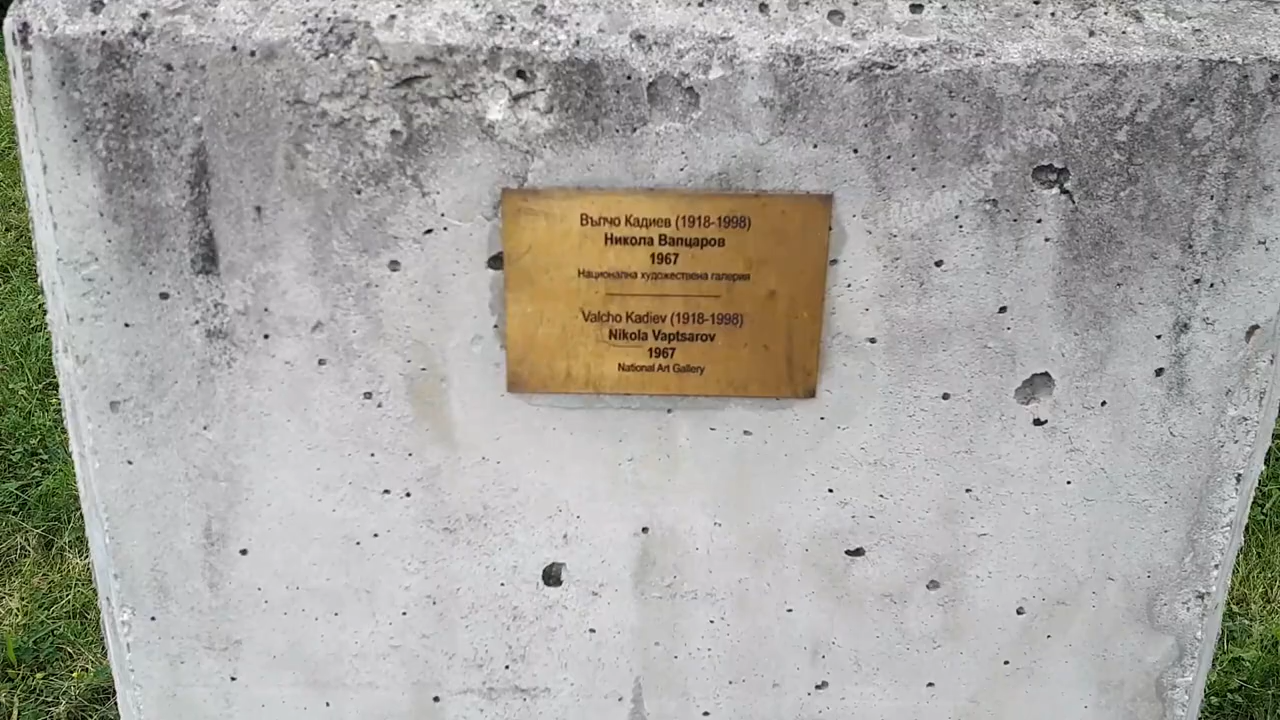 Вълчо Кадиев (1918-1998)
Никола Вапцаров
1967
Национална художествена галерия
Valcho Kadiev (1918-1998)
Nikola Vaptsarov
1967
National Art Gallery